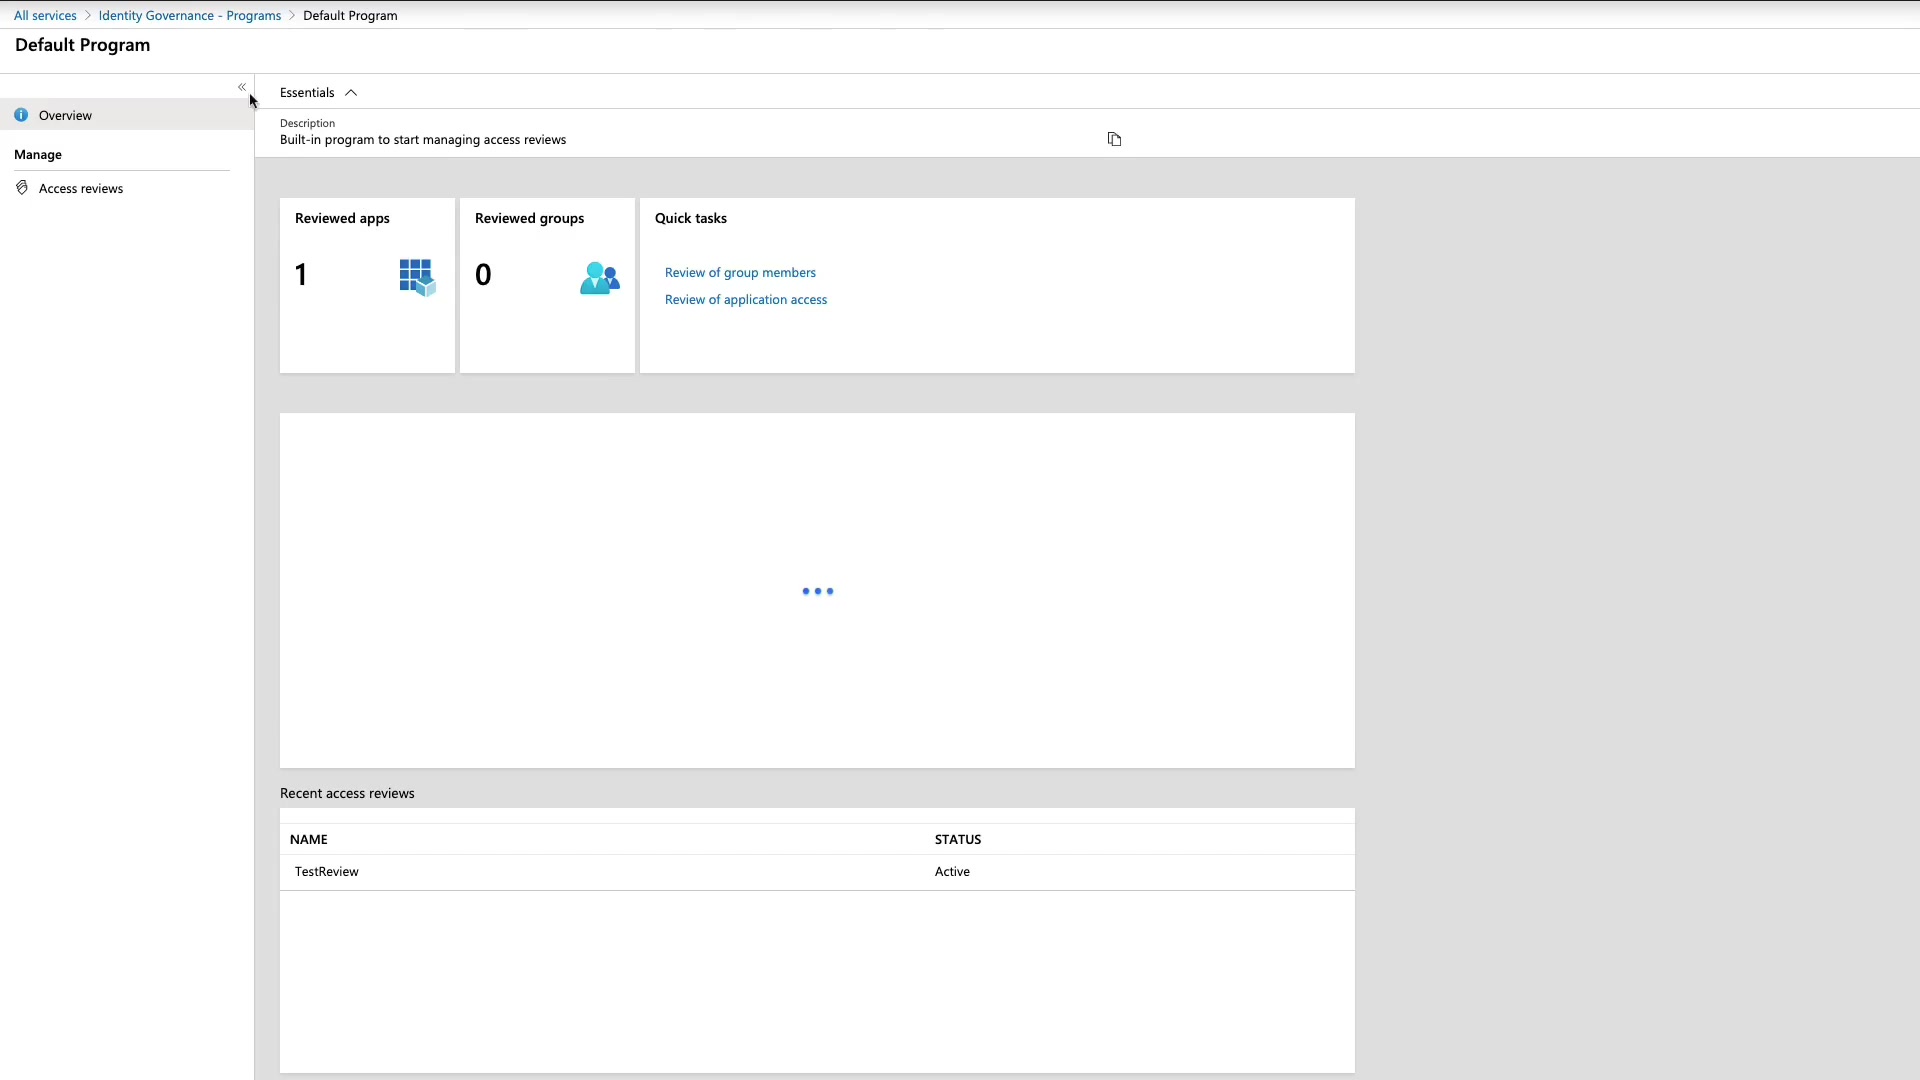 All services > Identity Governance - Programs > Default Program
Default Program
Essentials
Overview
Description
Built-in program to start managing access reviews
Manage
Access reviews
Reviewed apps
Reviewed groups
Quick tasks
1
0
Review of group members
Review of application access
Recent access reviews
NAME STATUS
TestReview Active